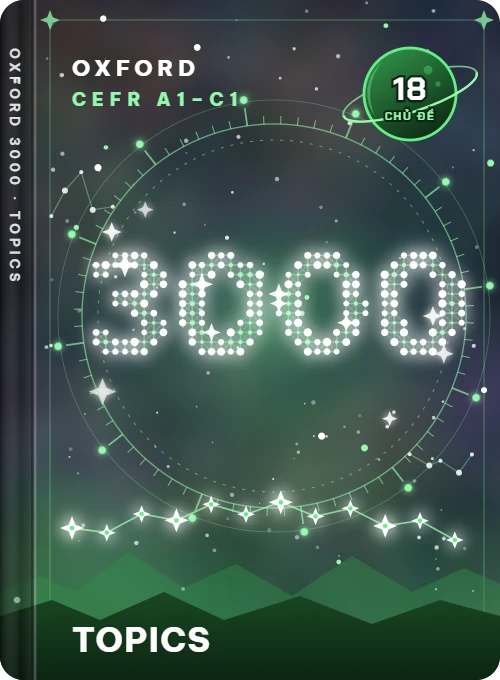 OXFORD 3000 · TOPICS
OXFORD
CEFR A1–C1
18
CHỦ ĐỀ
3000
TOPICS